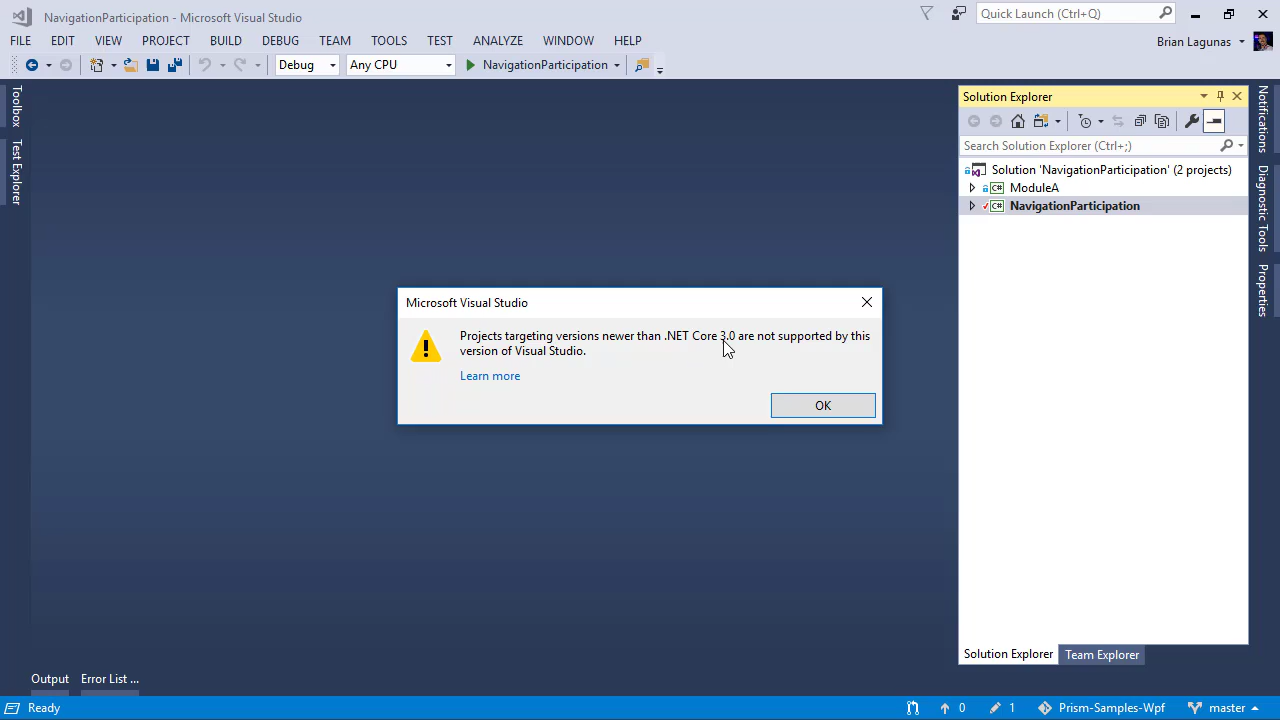 NavigationParticipation - Microsoft Visual Studio
Quick Launch (Ctrl+Q)
FILE EDIT VIEW PROJECT BUILD DEBUG TEAM TOOLS TEST ANALYZE WINDOW HELP
Brian Lagunas
Debug Any CPU NavigationParticipation
Toolbox
Test Explorer
Solution Explorer
Search Solution Explorer (Ctrl+;)
Solution 'NavigationParticipation' (2 projects)
C# ModuleA
C# NavigationParticipation
Microsoft Visual Studio
Projects targeting versions newer than .NET Core 3.0 are not supported by this
version of Visual Studio.
Learn more
OK
Notifications
Diagnostic Tools
Properties
Solution Explorer Team Explorer
Output Error List ...
Ready 0 1 Prism-Samples-Wpf master